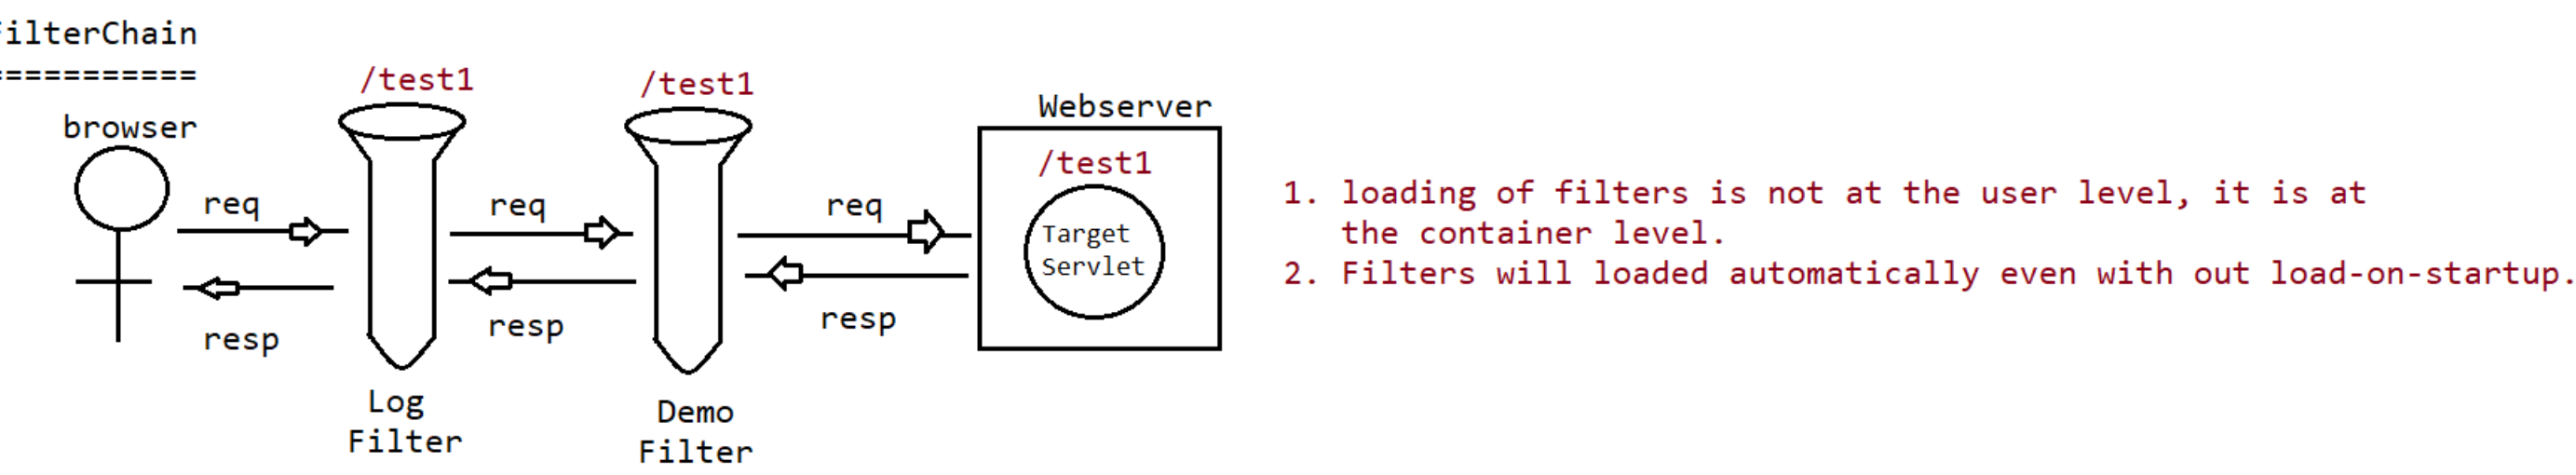 FilterChain
===========
browser
/test1
/test1
Webserver
/test1
Target
Servlet
req
req
req
resp
resp
resp
Log
Filter
Demo
Filter
1. loading of filters is not at the user level, it is at
the container level.
2. Filters will loaded automatically even with out load-on-startup.